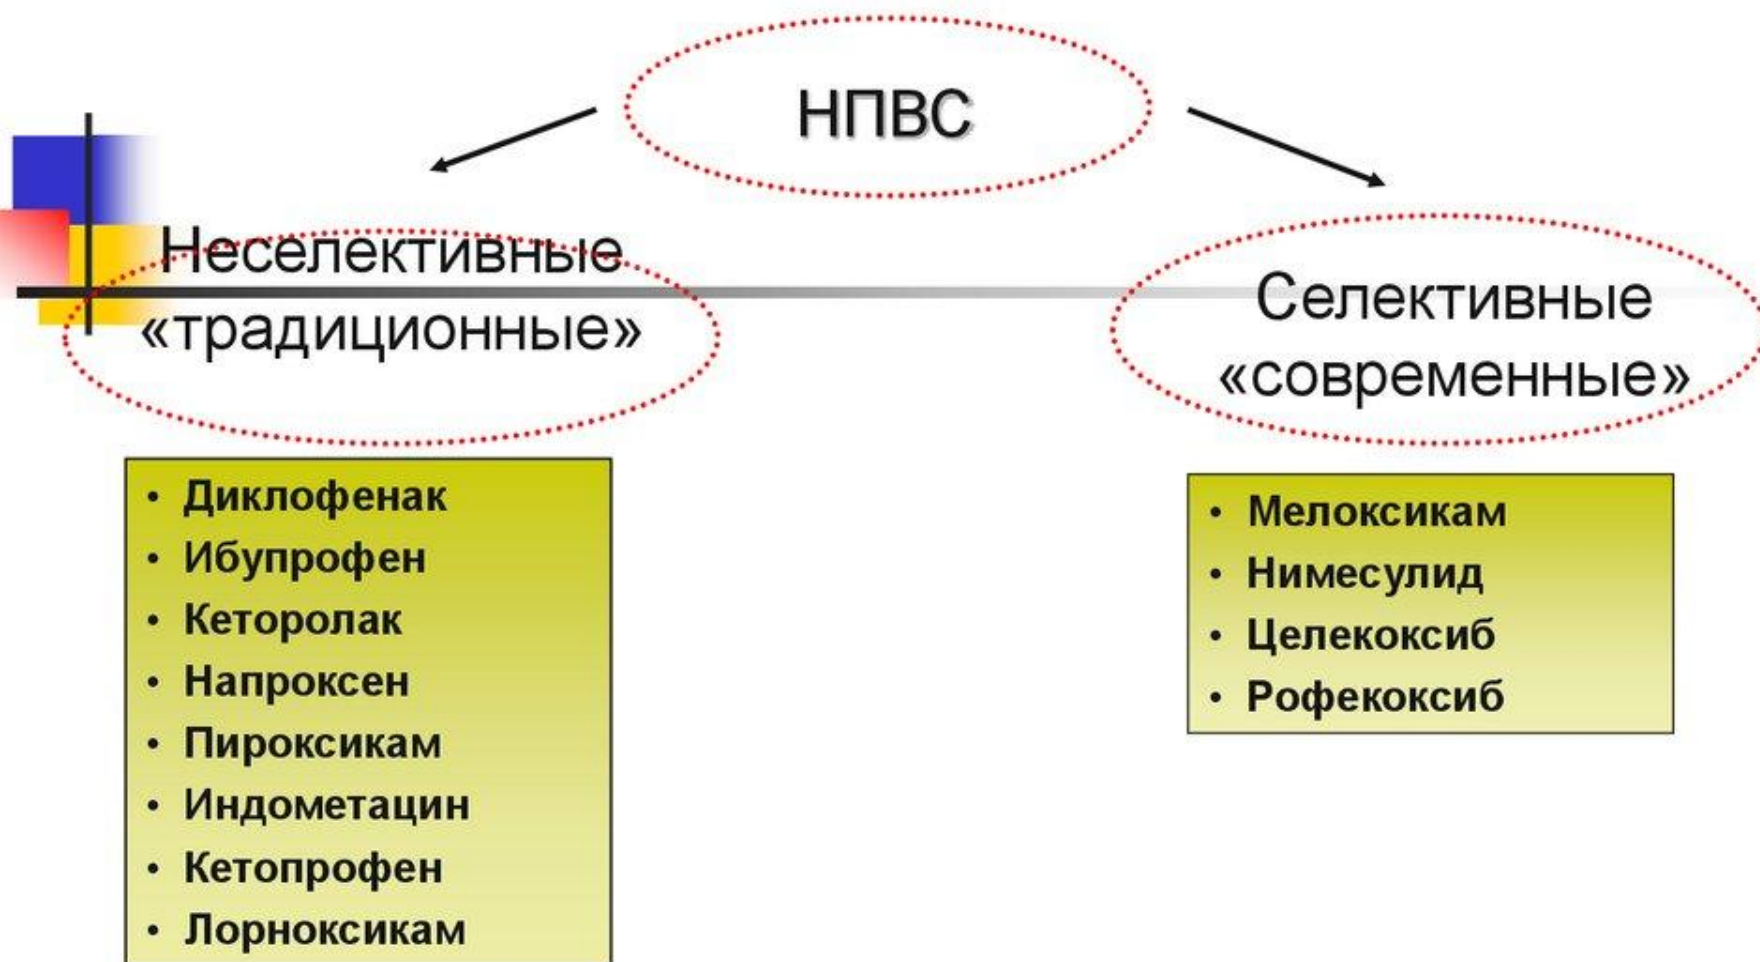 НПВС
Неселективные
«традиционные»
Селективные
«современные»
• Диклофенак
• Ибупрофен
• Кеторолак
• Напроксен
• Пироксикам
• Индометацин
• Кетопрофен
• Лорноксикам
• Мелоксикам
• Нимесулид
• Целекоксиб
• Рофекоксиб